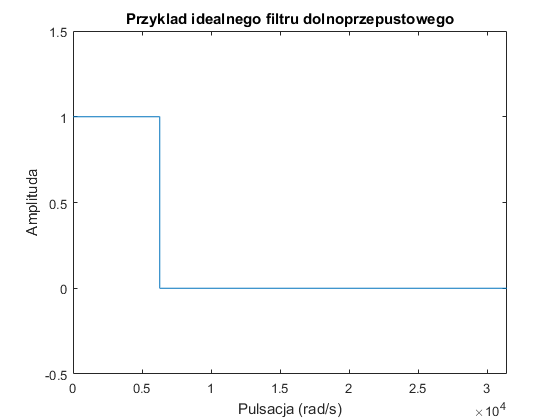 Przyklad idealnego filtru dolnoprzepustowego
1.5
1
0.5
0
-0.5
Amplituda
0 0.5 1 1.5 2 2.5 3
Pulsacja (rad/s)
×10⁴